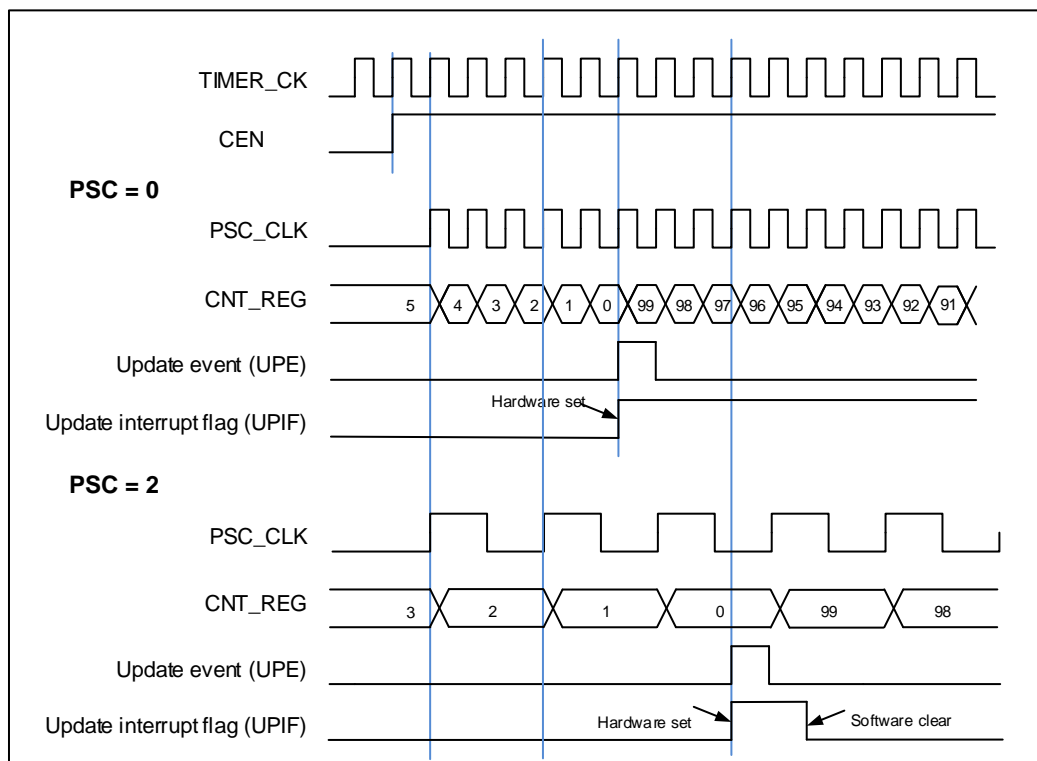 TIMER_CK
CEN
PSC = 0
PSC_CLK
CNT_REG 5 4 3 2 1 0 99 98 97 96 95 94 93 92 91
Update event (UPE)
Hardware set
Update interrupt flag (UPIF)
PSC = 2
PSC_CLK
CNT_REG 3 2 1 0 99 98
Update event (UPE)
Update interrupt flag (UPIF) Hardware set Software clear